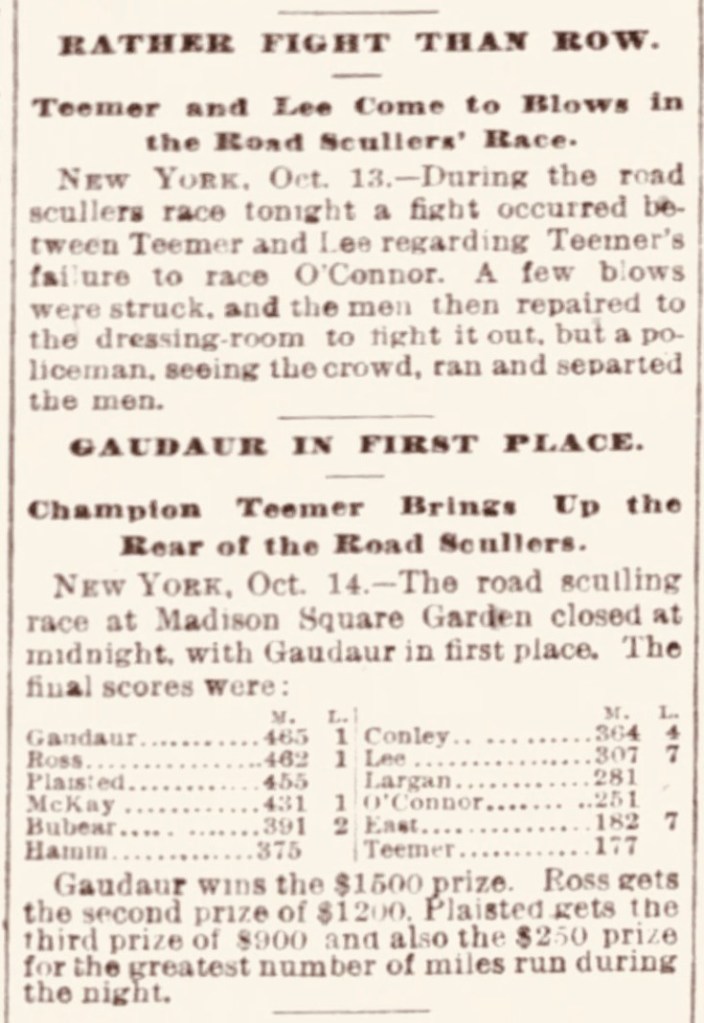 RATHER FIGHT THAN ROW.
Teemer and Lee Come to Blows in
the Road Scullers' Race.
NEW YORK, Oct. 13.—During the road
scullers race tonight a fight occurred be-
tween Teemer and Lee regarding Teemer's
failure to race O'Connor. A few blows
were struck, and the men then repaired to
the dressing-room to fight it out, but a po-
liceman, seeing the crowd, ran and separted
the men.
GAUDAUR IN FIRST PLACE.
Champion Teemer Brings Up the
Rear of the Road Scullers.
NEW YORK, Oct. 14.—The road sculling
race at Madison Square Garden closed at
midnight, with Gaudaur in first place. The
final scores were:
M. L. M. L.
Gaudaur...........465 1 Conley.. ..........364 4
Ross................462 1 Lee................307 7
Plaisted............455 Largan............281
McKay ............431 1 O'Connor....... ..251
Bubear..... .......391 2 East...............182 7
Hamm.............375 Teemer...........177
Gaudaur wins the $1500 prize. Ross gets
the second prize of $1200. Plaisted gets the
third prize of $900 and also the $250 prize
for the greatest number of miles run during
the night.